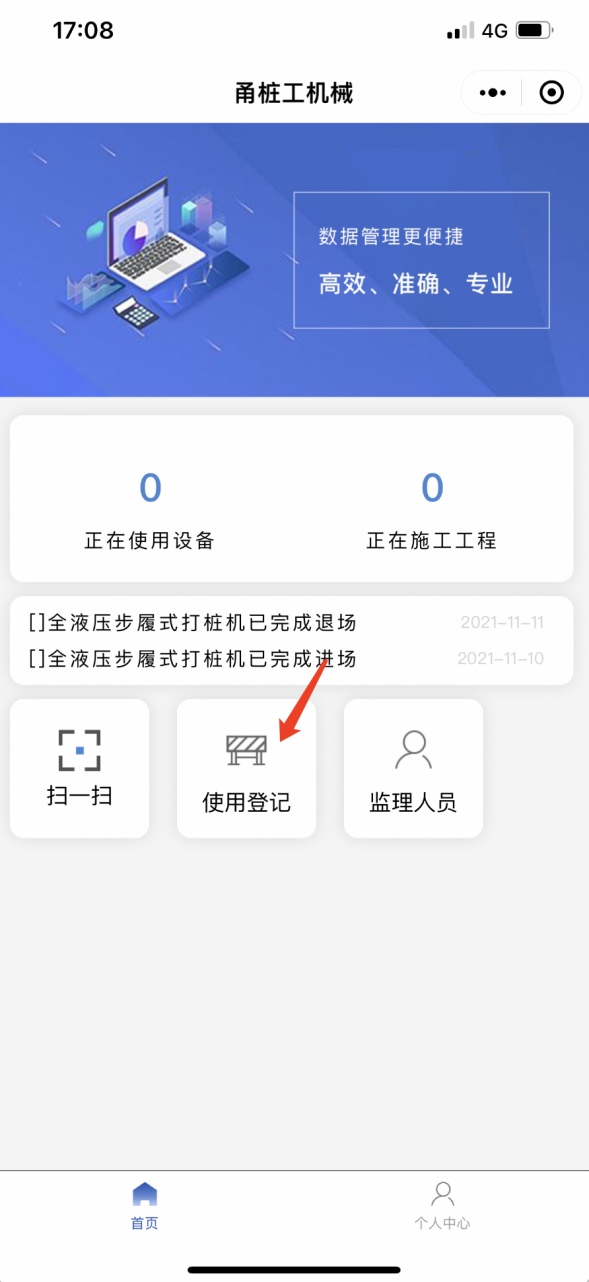 17:08
4G
甬桩工机械
数据管理更便捷
高效、准确、专业
0
0
正在使用设备
正在施工工程
[]全液压步履式打桩机已完成退场 2021-11-11
[]全液压步履式打桩机已完成进场 2021-11-10
扫一扫
使用登记
监理人员
首页
个人中心